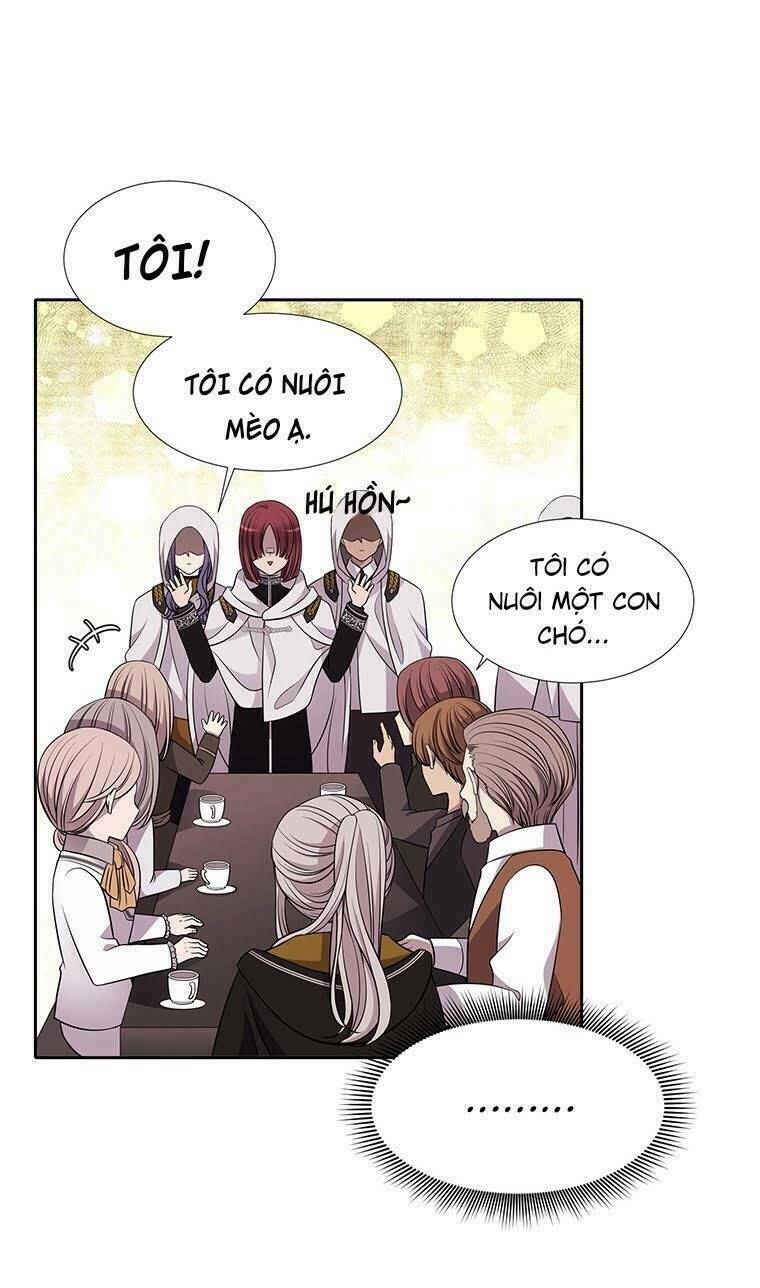 TÔI!
TÔI CÓ NUÔI
MÈO Ạ.
HÚ HỒN~
TÔI CÓ
NUÔI MỘT CON
CHÓ...
.........